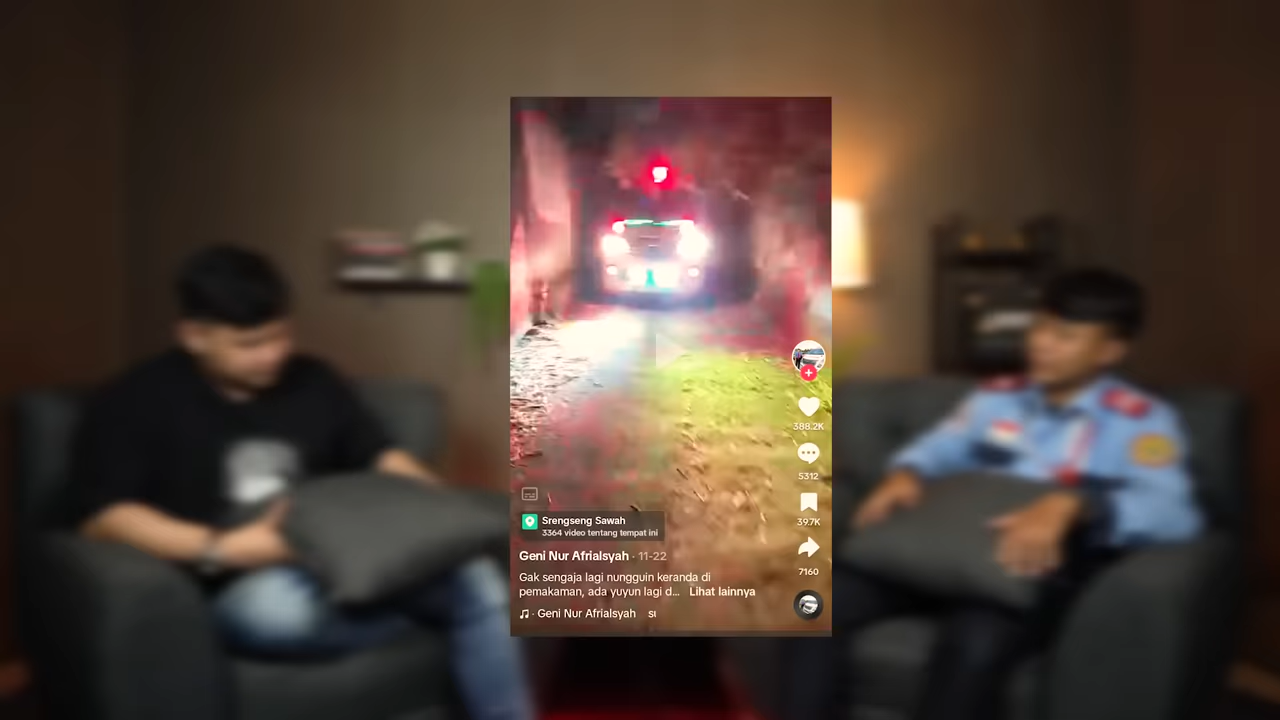 388.2K
5312
39.7K
7160
Srengseng Sawah
3364 video tentang tempat ini
Geni Nur Afrialsyah · 11-22
Gak sengaja lagi nungguin keranda di
pemakaman, ada yuyun lagi d... Lihat lainnya
Geni Nur Afrialsyah su